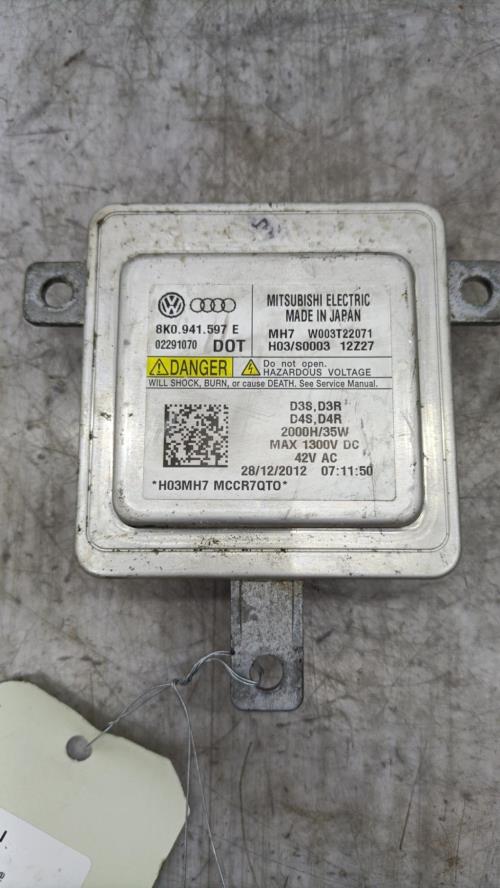 8K0.941.597 E
02291070 DOT
MITSUBISHI ELECTRIC
MADE IN JAPAN
MH7 W003T22071
H03/S0003 12Z27
DANGER
Do not open.
HAZARDOUS VOLTAGE
WILL SHOCK, BURN, or cause DEATH. See Service Manual.
D3S,D3R
D4S,D4R
2000H/35W
MAX 1300V DC
42V AC
28/12/2012 07:11:50
*H03MH7 MCCR7QT0*